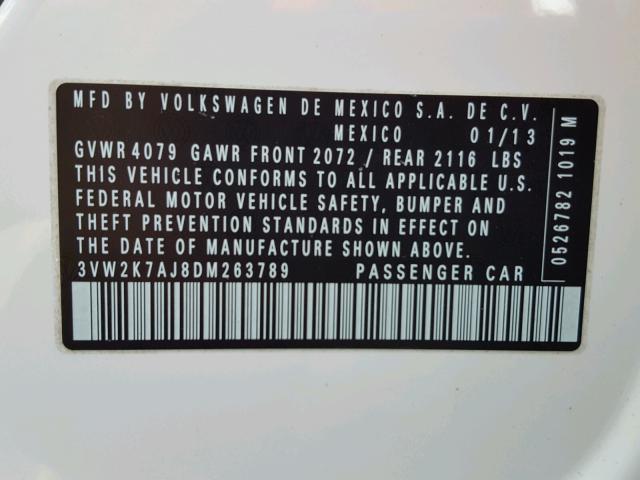 MFD BY VOLKSWAGEN DE MEXICO S.A. DE C.V.
MEXICO 01/13
GVWR 4079 GAWR FRONT 2072 / REAR 2116 LBS
THIS VEHICLE CONFORMS TO ALL APPLICABLE U.S.
FEDERAL MOTOR VEHICLE SAFETY, BUMPER AND
THEFT PREVENTION STANDARDS IN EFFECT ON
THE DATE OF MANUFACTURE SHOWN ABOVE.
3VW2K7AJ8DM263789 PASSENGER CAR
0526782 1019 M